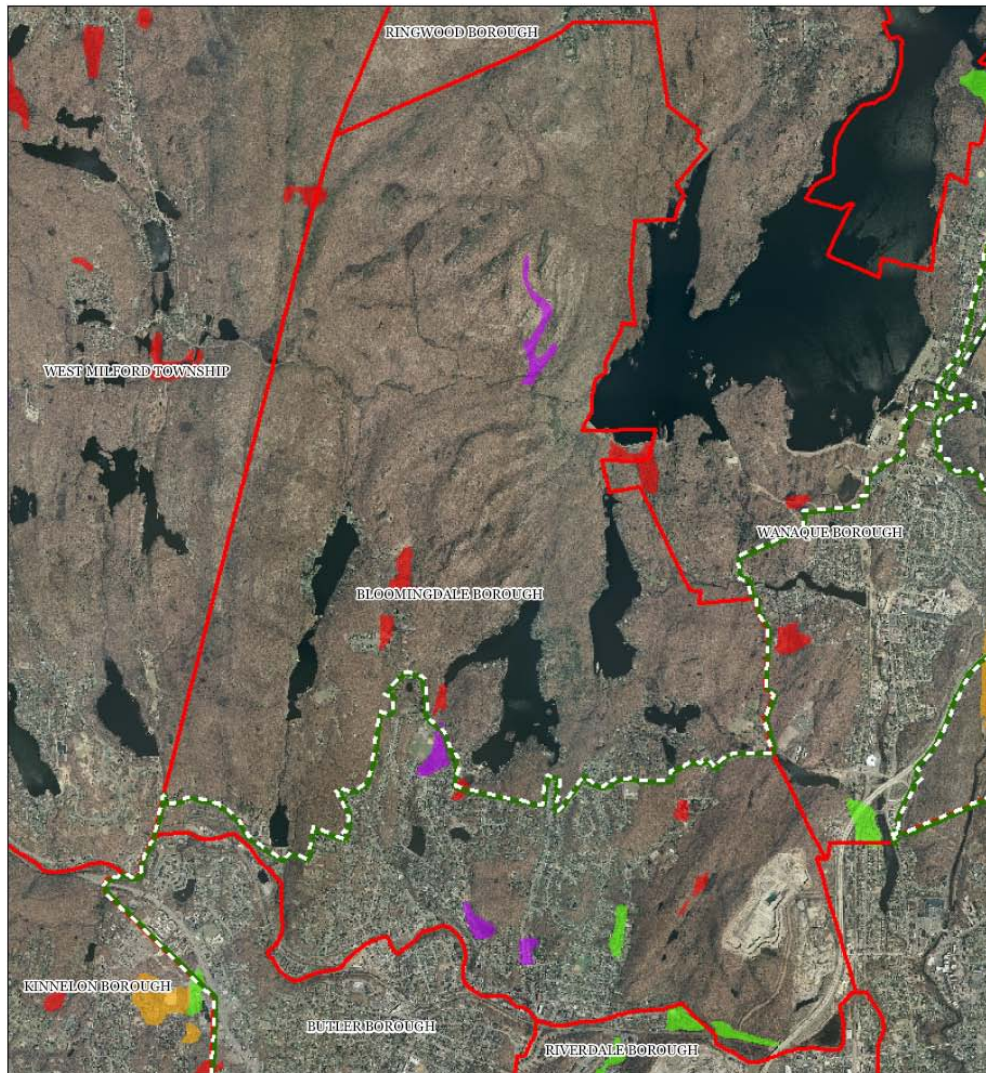 RINGWOOD BOROUGH
WEST MILFORD TOWNSHIP
WANAQUE BOROUGH
BLOOMINGDALE BOROUGH
KINNELON BOROUGH
BUTLER BOROUGH
RIVERDALE BOROUGH